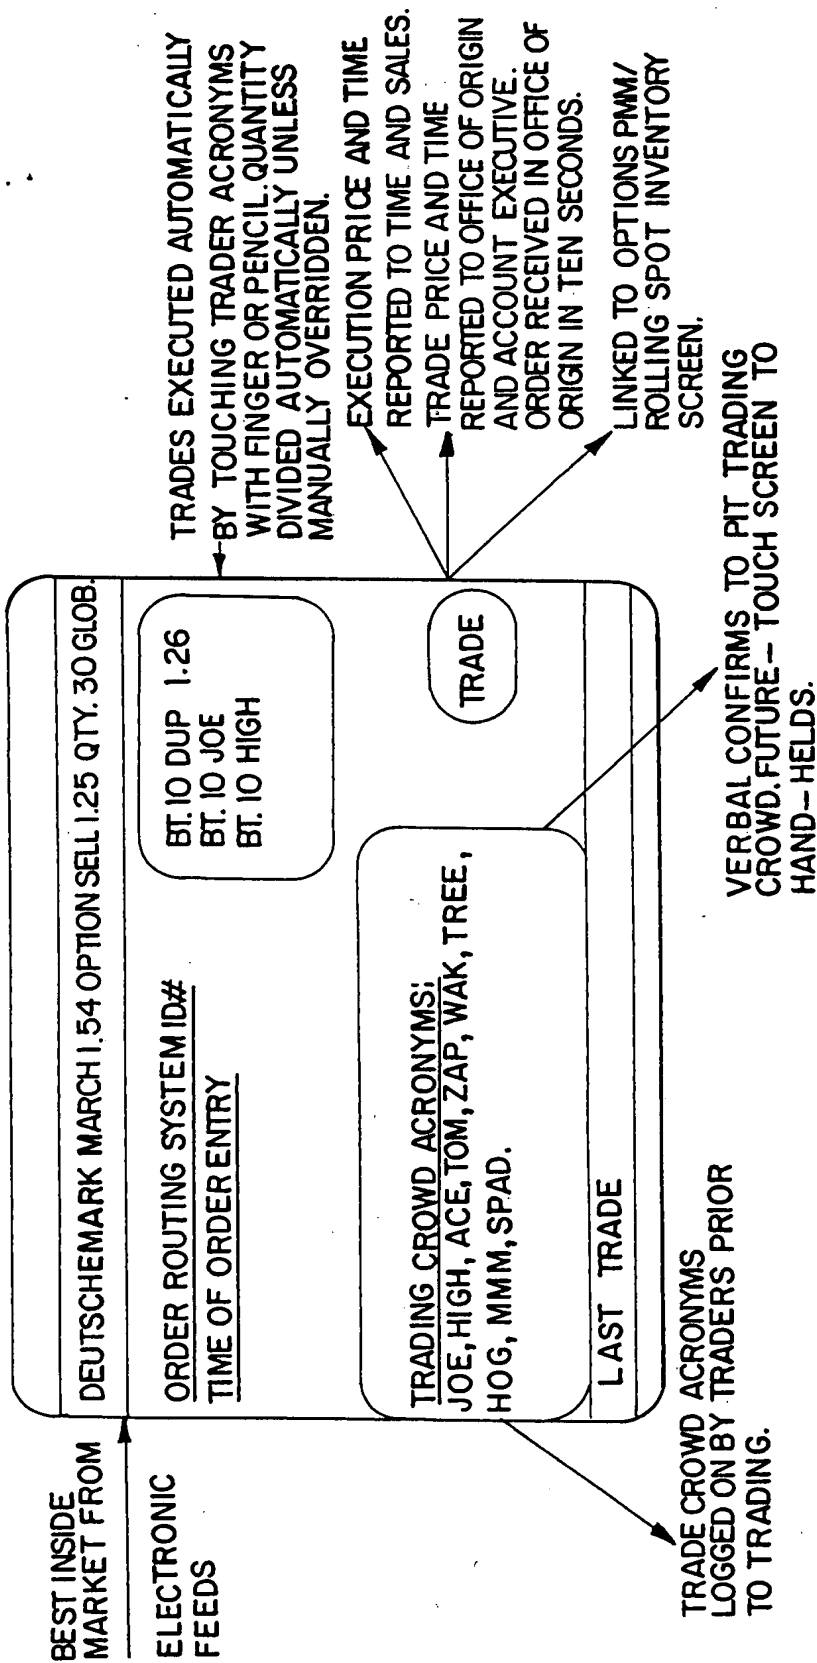 BEST INSIDE
MARKET FROM
ELECTRONIC
FEEDS
DEUTSCHEMARK MARCH 1.54 OPTION SELL 1.25 QTY. 30 GLOB.
ORDER ROUTING SYSTEM ID#
TIME OF ORDER ENTRY
BT. 10 DUP 1.26
BT. 10 JOE
BT. 10 HIGH
TRADING CROWD ACRONYMS:
JOE, HIGH, ACE, TOM, ZAP, WAK, TREE,
HOG, MMM, SPAD.
TRADE
LAST TRADE
TRADES EXECUTED AUTOMATICALLY
BY TOUCHING TRADER ACRONYMS
WITH FINGER OR PENCIL. QUANTITY
DIVIDED AUTOMATICALLY UNLESS
MANUALLY OVERRIDDEN.
EXECUTION PRICE AND TIME
REPORTED TO TIME AND SALES.
TRADE PRICE AND TIME
REPORTED TO OFFICE OF ORIGIN
AND ACCOUNT EXECUTIVE.
ORDER RECEIVED IN OFFICE OF
ORIGIN IN TEN SECONDS.
LINKED TO OPTIONS PMM/
ROLLING SPOT INVENTORY
SCREEN.
TRADE CROWD ACRONYMS
LOGGED ON BY TRADERS PRIOR
TO TRADING.
VERBAL CONFIRMS TO PIT TRADING
CROWD. FUTURE— TOUCH SCREEN TO
HAND-HELDS.